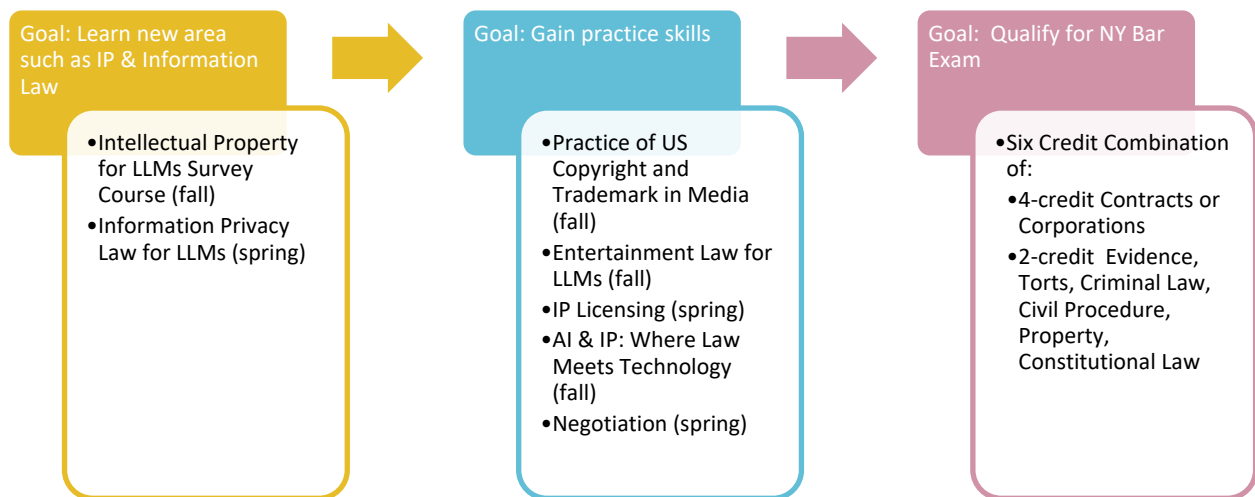 Goal: Learn new area
such as IP & Information
Law
•Intellectual Property
for LLMs Survey
Course (fall)
•Information Privacy
Law for LLMs (spring)
Goal: Gain practice skills
•Practice of US
Copyright and
Trademark in Media
(fall)
•Entertainment Law for
LLMs (fall)
•IP Licensing (spring)
•AI & IP: Where Law
Meets Technology
(fall)
•Negotiation (spring)
Goal:  Qualify for NY Bar
Exam
•Six Credit Combination
of:
•4-credit Contracts or
Corporations
•2-credit  Evidence,
Torts, Criminal Law,
Civil Procedure,
Property,
Constitutional Law